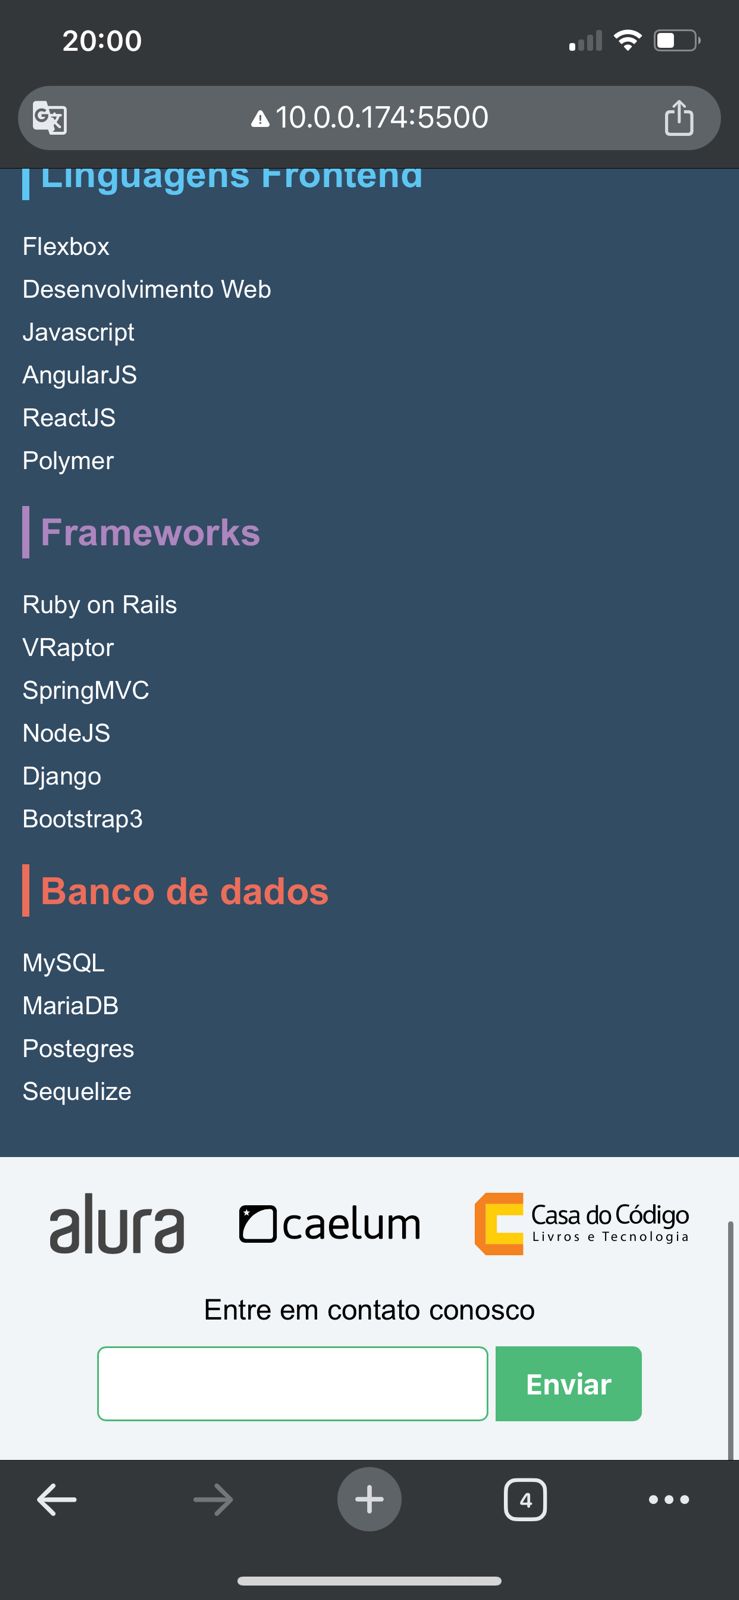 20:00
10.0.0.174:5500
Linguagens Frontend
Flexbox
Desenvolvimento Web
Javascript
AngularJS
ReactJS
Polymer
Frameworks
Ruby on Rails
VRaptor
SpringMVC
NodeJS
Django
Bootstrap3
Banco de dados
MySQL
MariaDB
Postegres
Sequelize
alura caelum Casa do Código
Livros e Tecnologia
Entre em contato conosco
Enviar
4